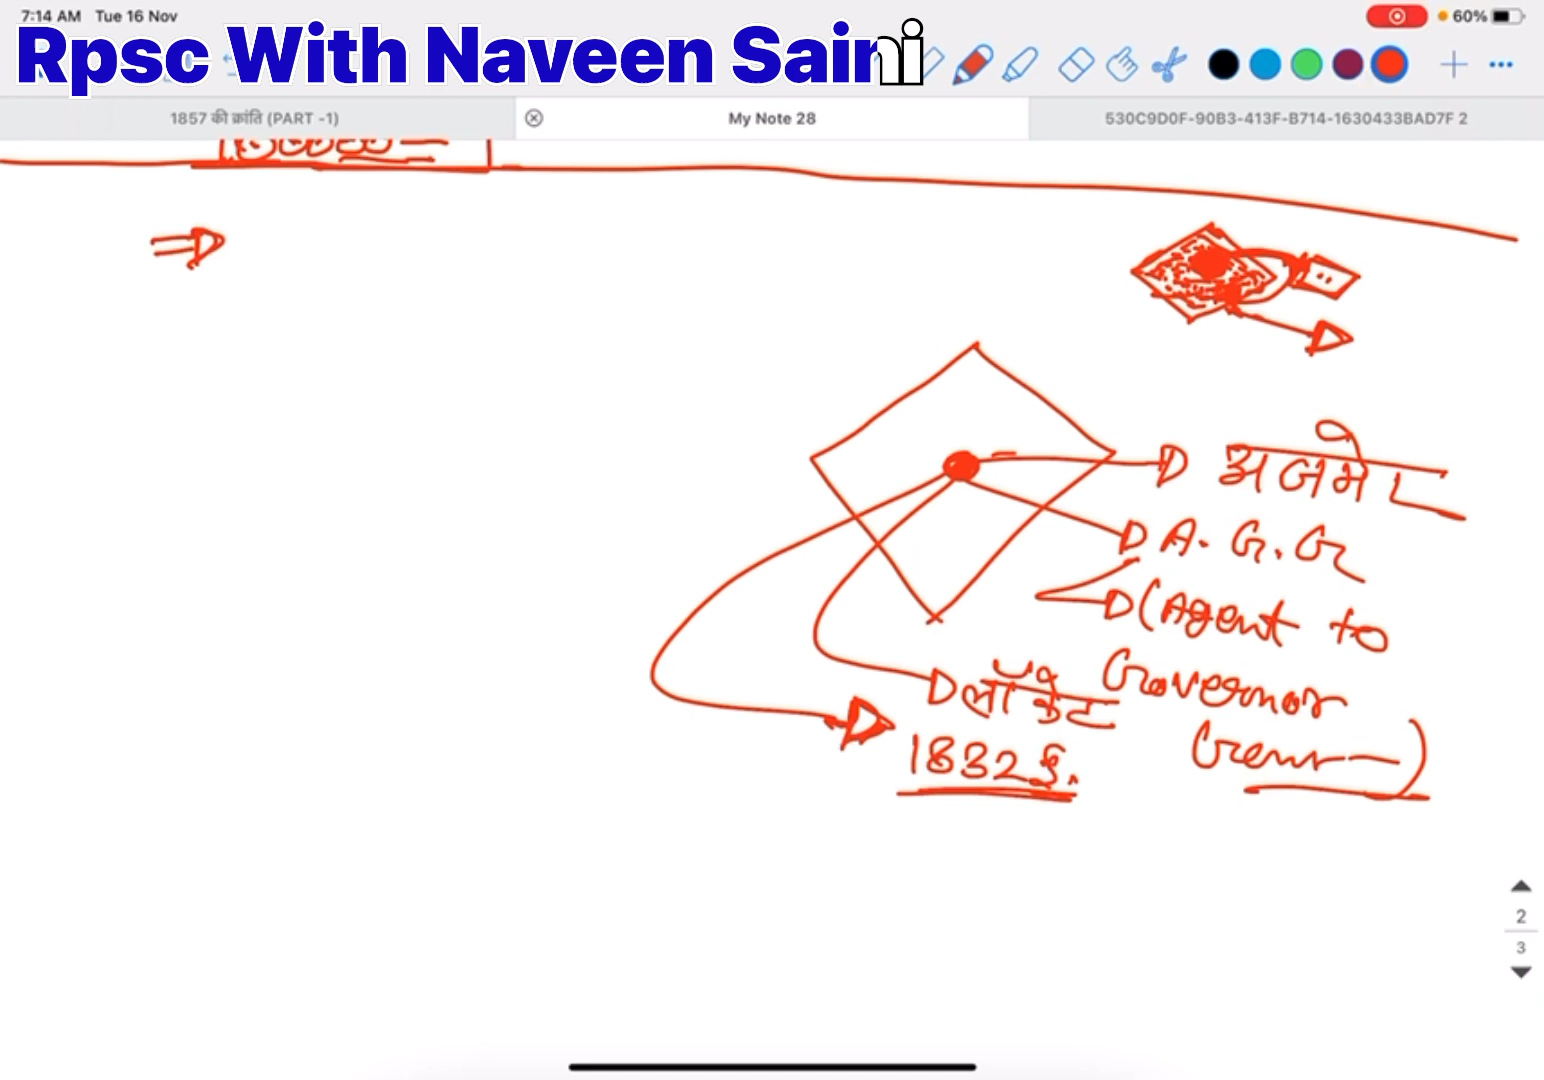 7:14 AM Tue 16 Nov
60%
Rpsc With Naveen Saini
1857 की क्रांति (PART -1)
My Note 28
530C9D0F-90B3-413F-B714-1630433BAD7F 2
अजमेर
A. G. G
(Agent to
Governor
लॉकेट
1832 ई.
2
3